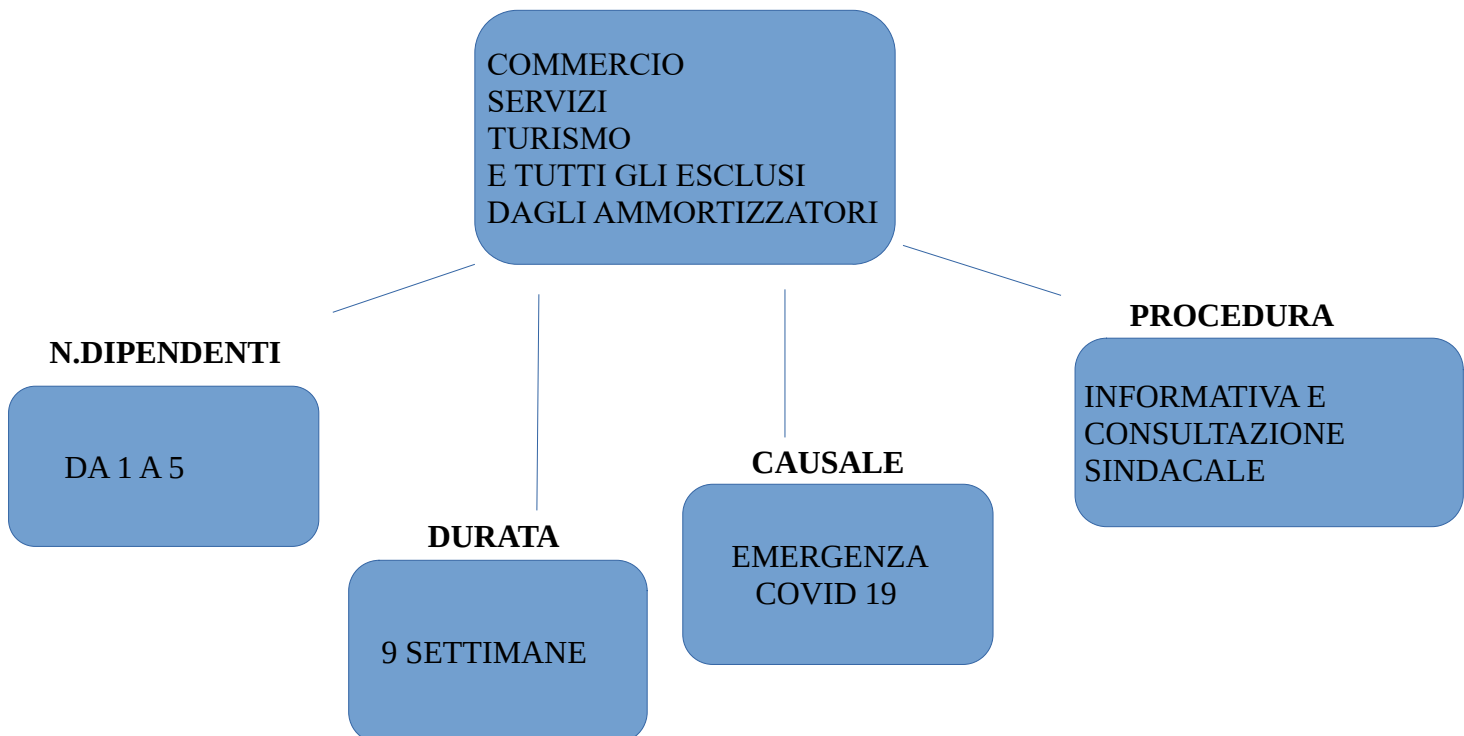 COMMERCIO
SERVIZI
TURISMO
E TUTTI GLI ESCLUSI
DAGLI AMMORTIZZATORI
N.DIPENDENTI
DA 1 A 5
DURATA
9 SETTIMANE
CAUSALE
EMERGENZA
COVID 19
PROCEDURA
INFORMATIVA E
CONSULTAZIONE
SINDACALE